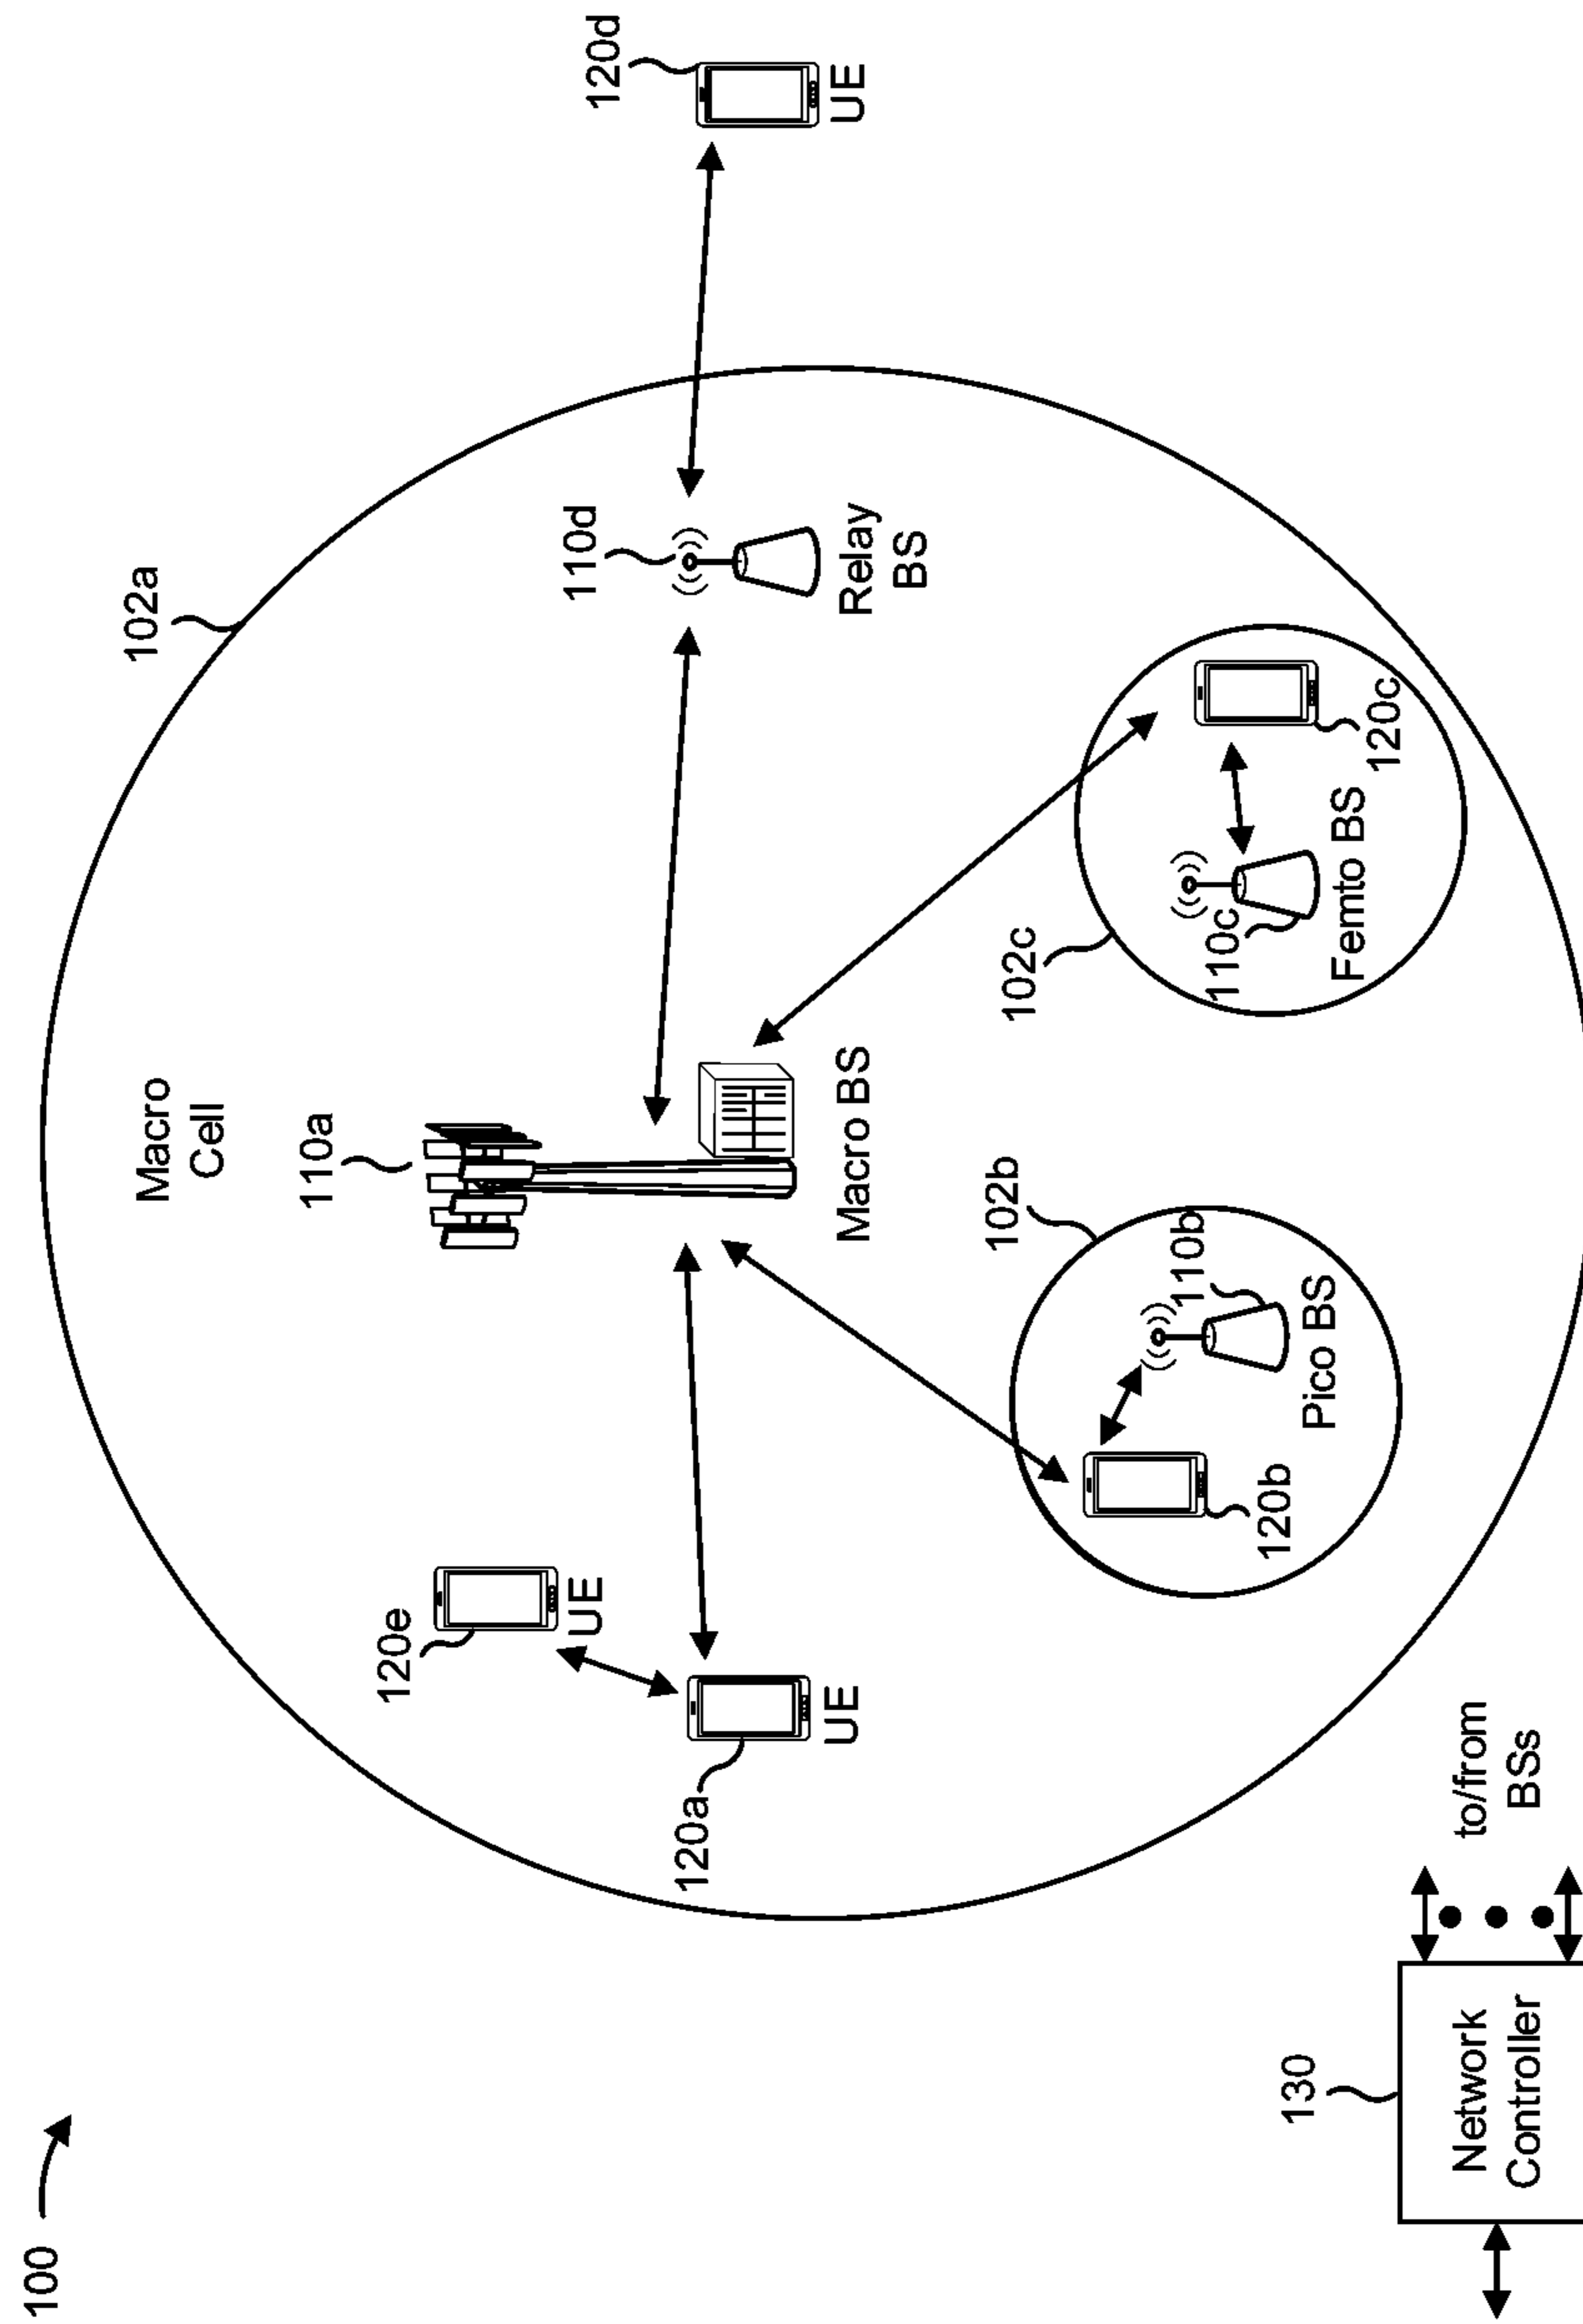 100
Macro
Cell
102a
110a
120e
UE
120a
UE
Macro BS
110d
Relay
BS
120d
UE
102b
110b
Pico BS
120b
102c
110c
Femto BS
120c
130
Network
Controller
to/from
BSs